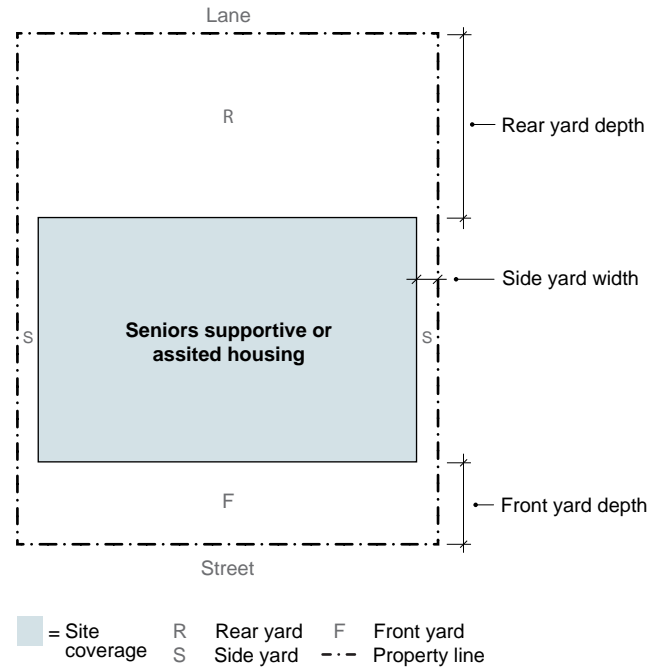 Lane
R
Rear yard depth
Side yard width
Seniors supportive or
assited housing
S
S
F
Front yard depth
Street
= Site
coverage
R Rear yard
S Side yard
F Front yard
Property line